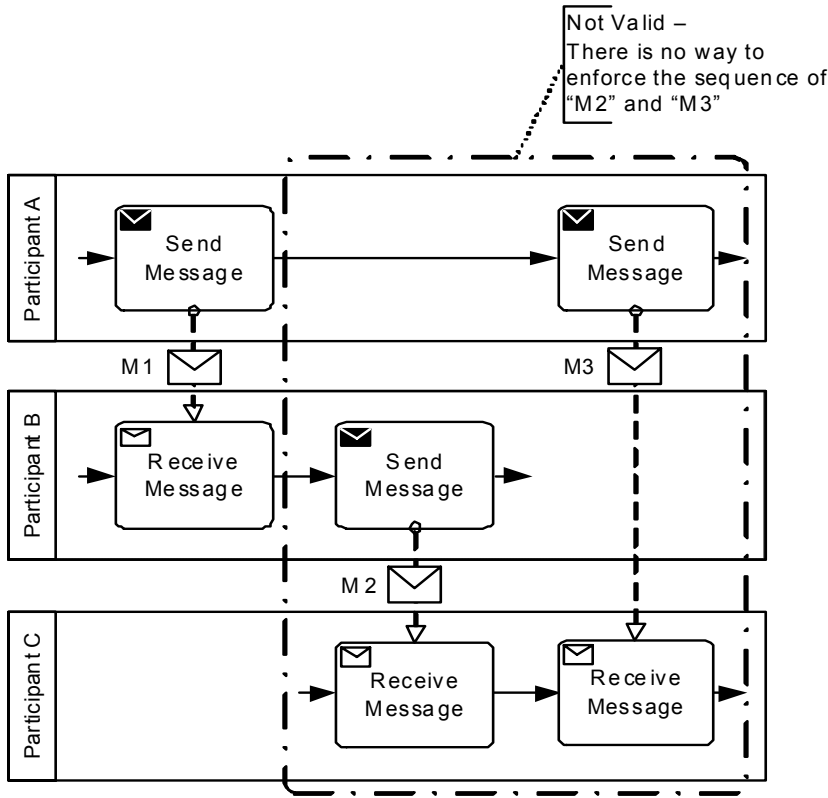 Not Valid –
There is no way to
enforce the sequence of
“M2” and “M3”
Participant A
Send
Message
Send
Message
M1
M3
Participant B
Receive
Message
Send
Message
M2
Participant C
Receive
Message
Receive
Message